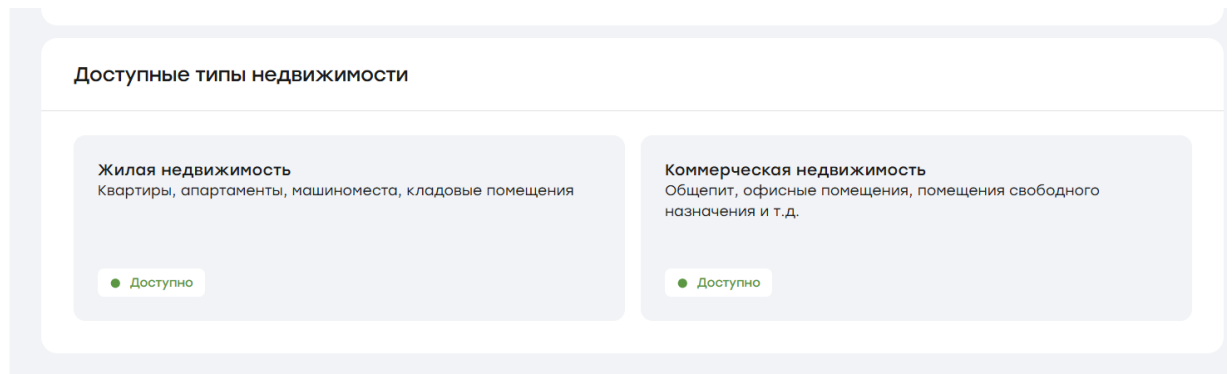 Доступные типы недвижимости
Жилая недвижимость
Квартиры, апартаменты, машиноместа, кладовые помещения
Доступно
Коммерческая недвижимость
Общепит, офисные помещения, помещения свободного
назначения и т.д.
Доступно